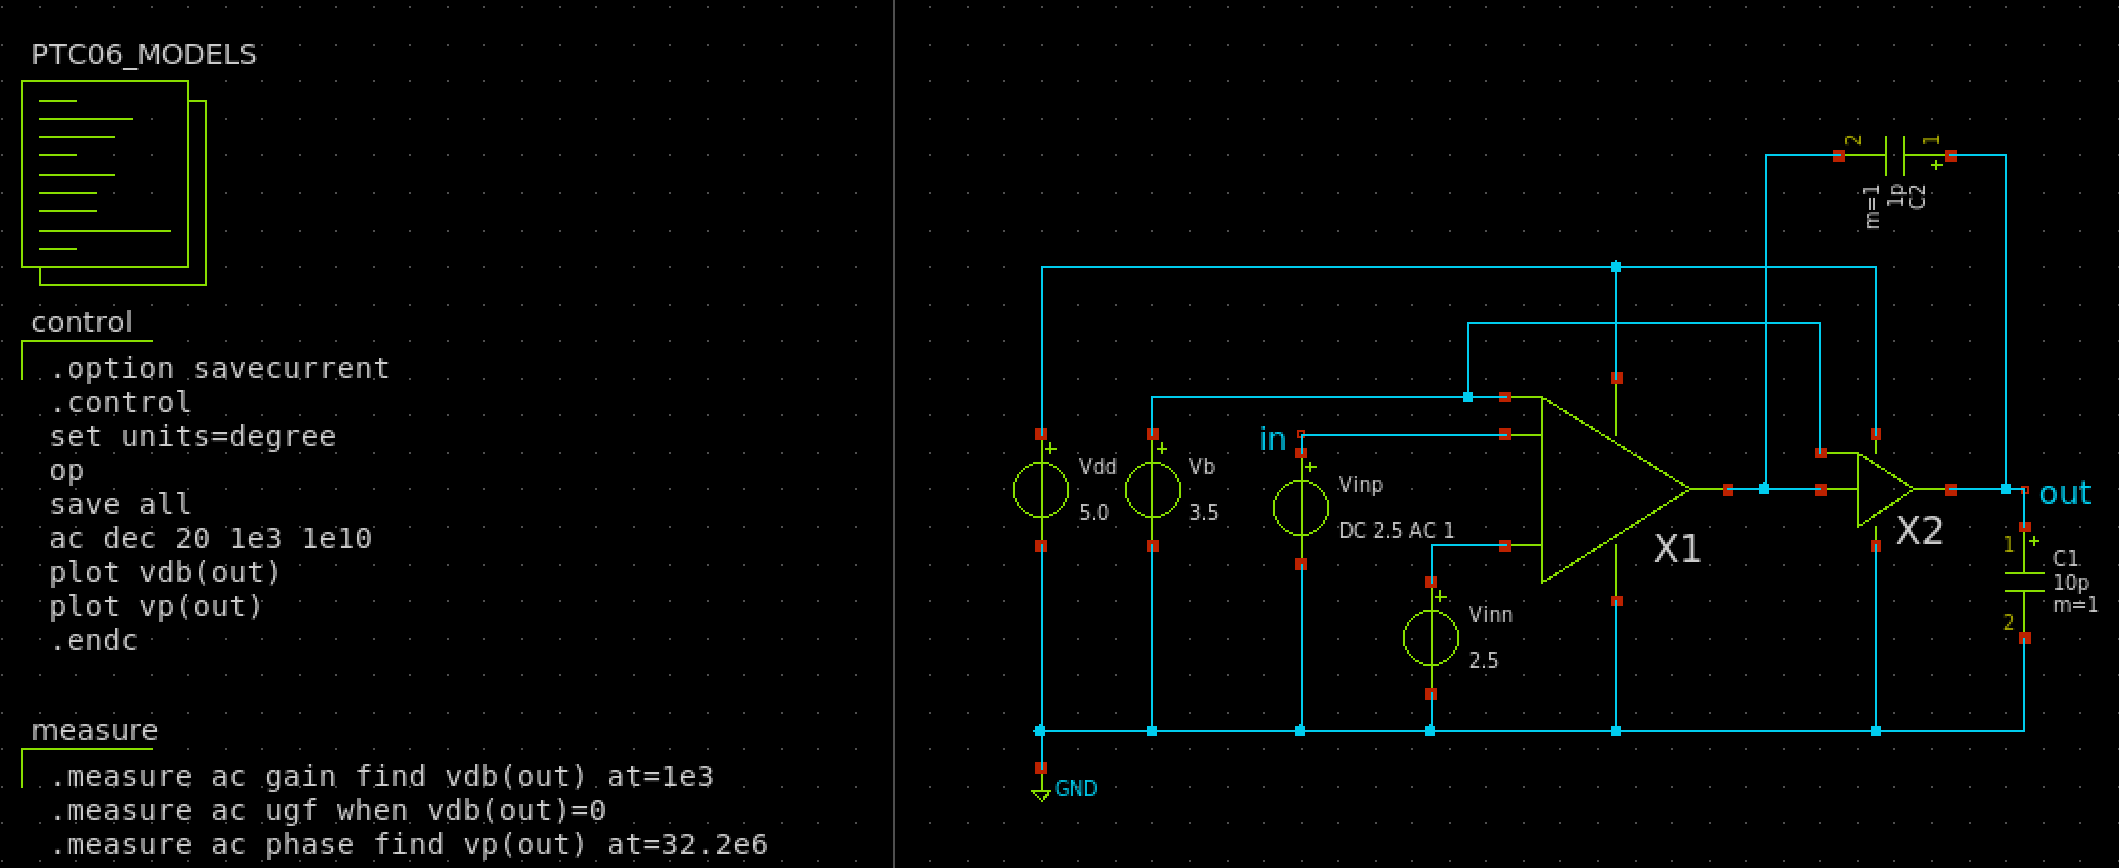 PTC06_MODELS
control
.option savecurrent
.control
set units=degree
op
save all
ac dec 20 1e3 1e10
plot vdb(out)
plot vp(out)
.endc
measure
.measure ac gain find vdb(out) at=1e3
.measure ac ugf when vdb(out)=0
.measure ac phase find vp(out) at=32.2e6
2
1
m=1
1p
C2
in
Vdd
5.0
Vb
3.5
Vinp
DC 2.5 AC 1
Vinn
2.5
X1
X2
out
1
C1
10p
m=1
2
GND